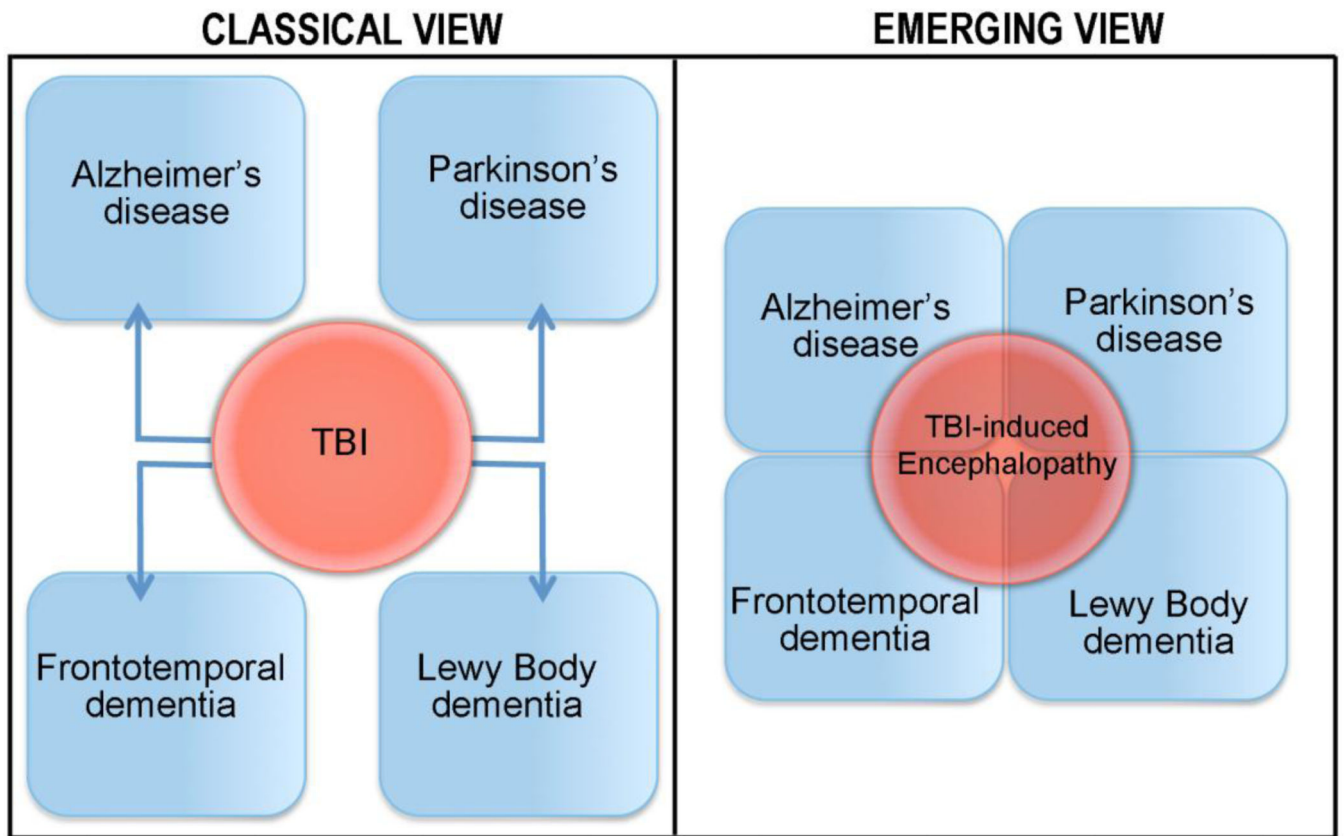 CLASSICAL VIEW
Alzheimer's
disease
Parkinson's
disease
TBI
Frontotemporal
dementia
Lewy Body
dementia
EMERGING VIEW
Alzheimer's
disease
Parkinson's
disease
TBI-induced
Encephalopathy
Frontotemporal
dementia
Lewy Body
dementia